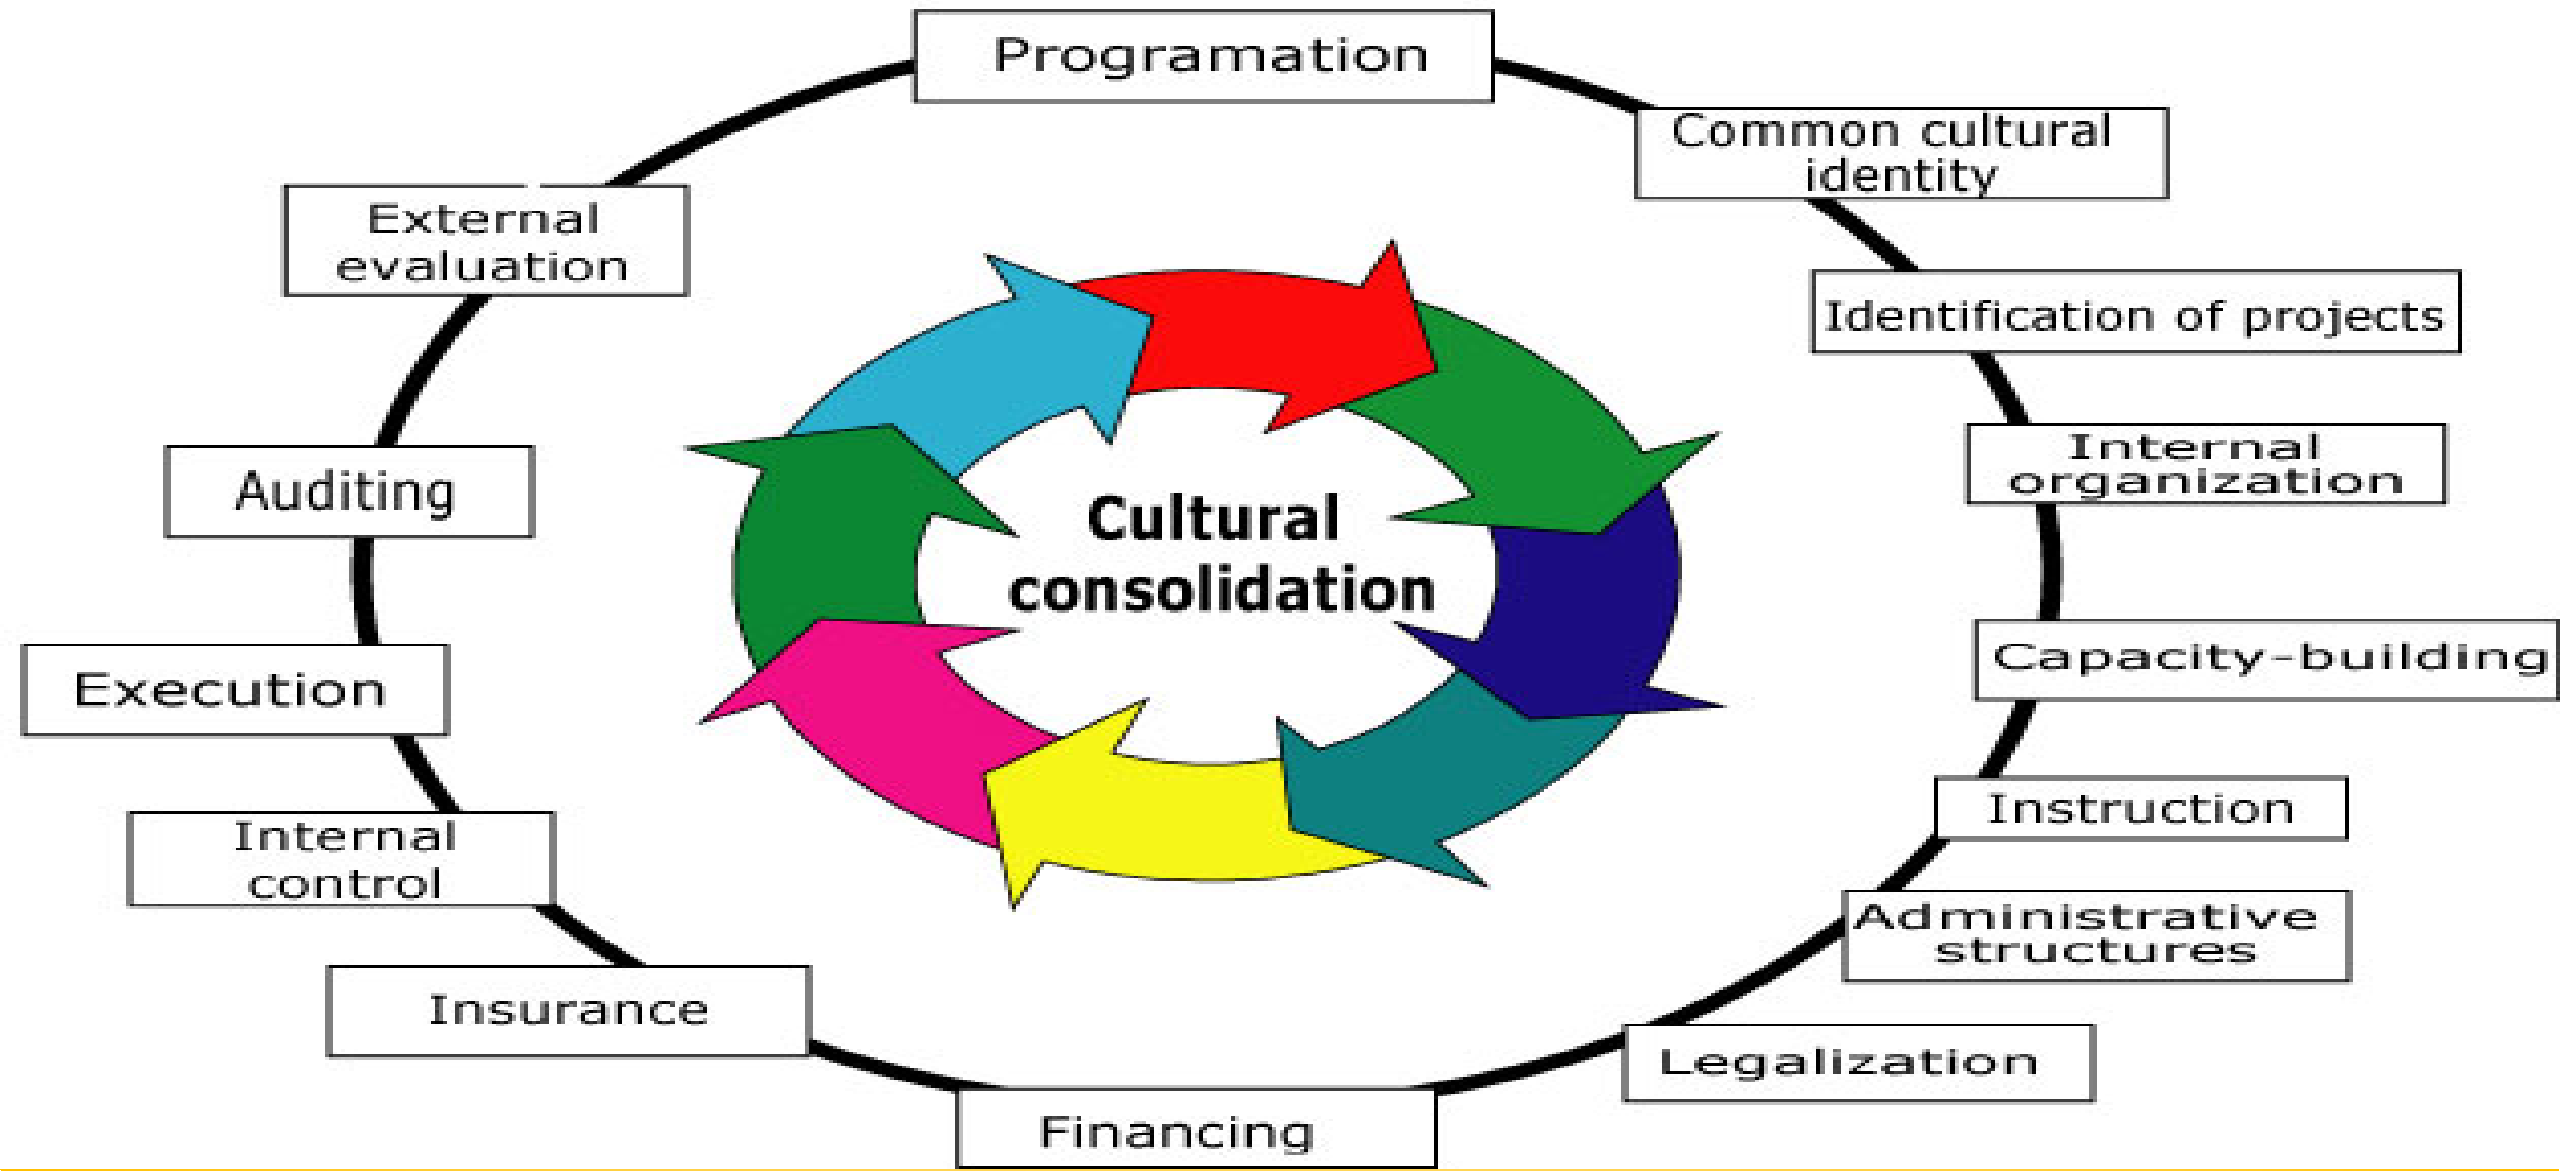 Programation
Common cultural
identity
Identification of projects
Internal
organization
Capacity-building
Instruction
Administrative
structures
Legalization
Financing
Insurance
Internal
control
Execution
Auditing
External
evaluation
Cultural
consolidation